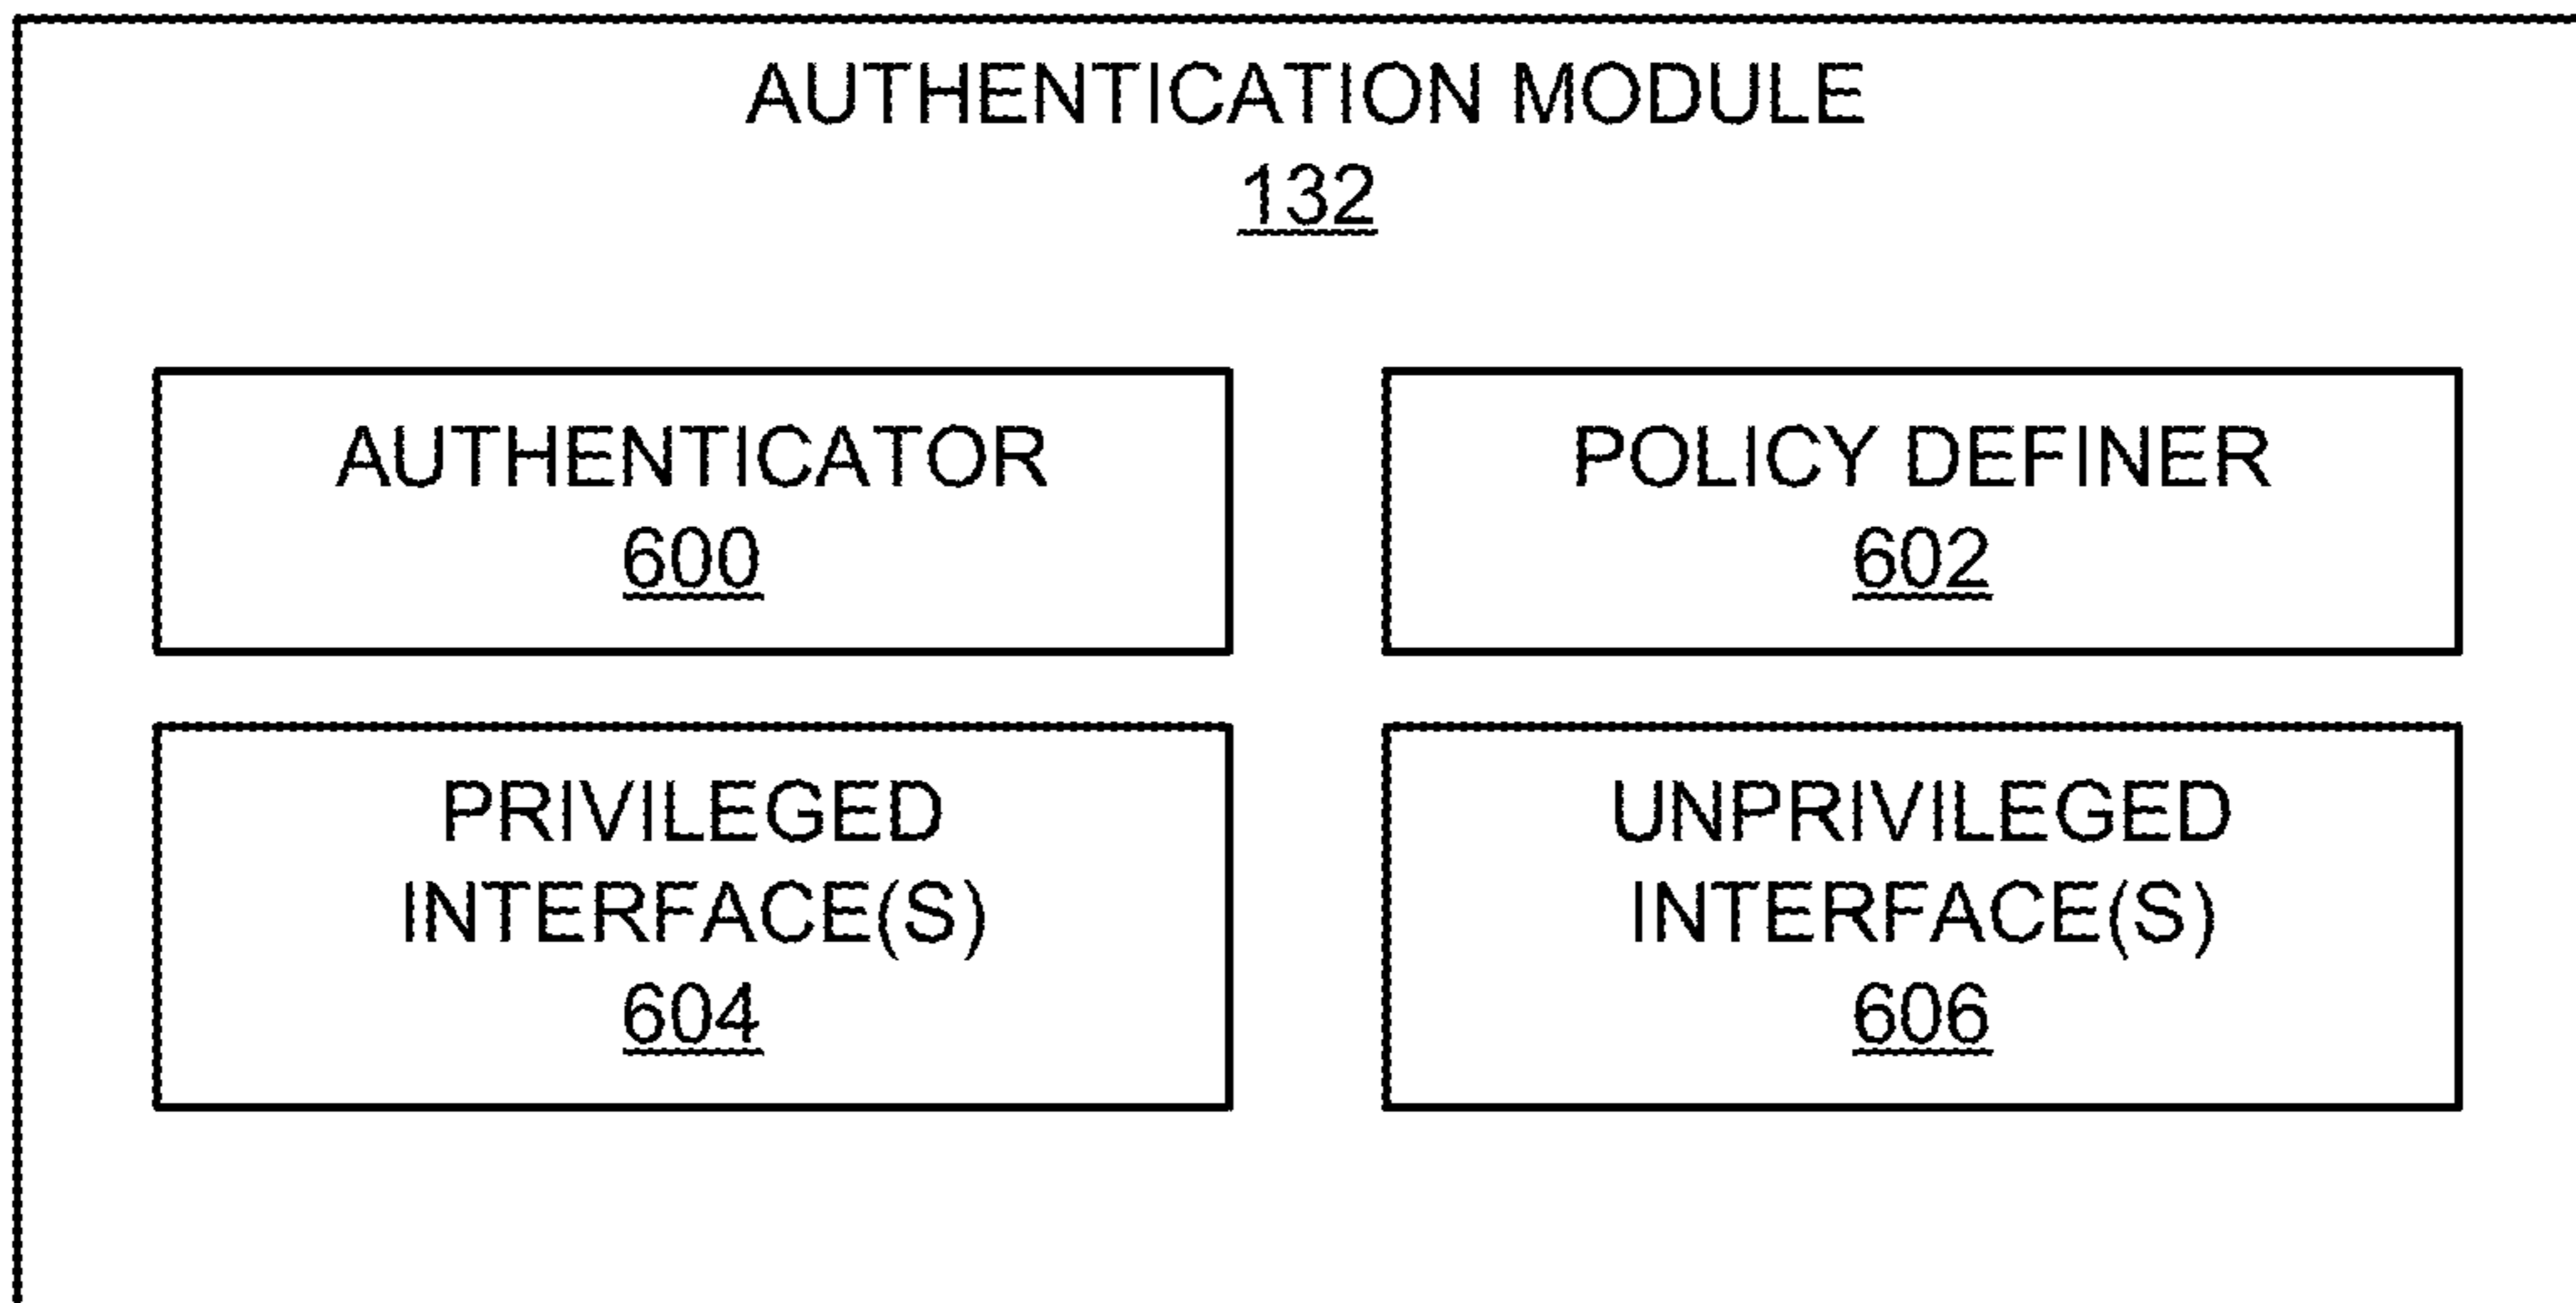 AUTHENTICATION MODULE
132
AUTHENTICATOR
600
POLICY DEFINER
602
PRIVILEGED
INTERFACE(S)
604
UNPRIVILEGED
INTERFACE(S)
606